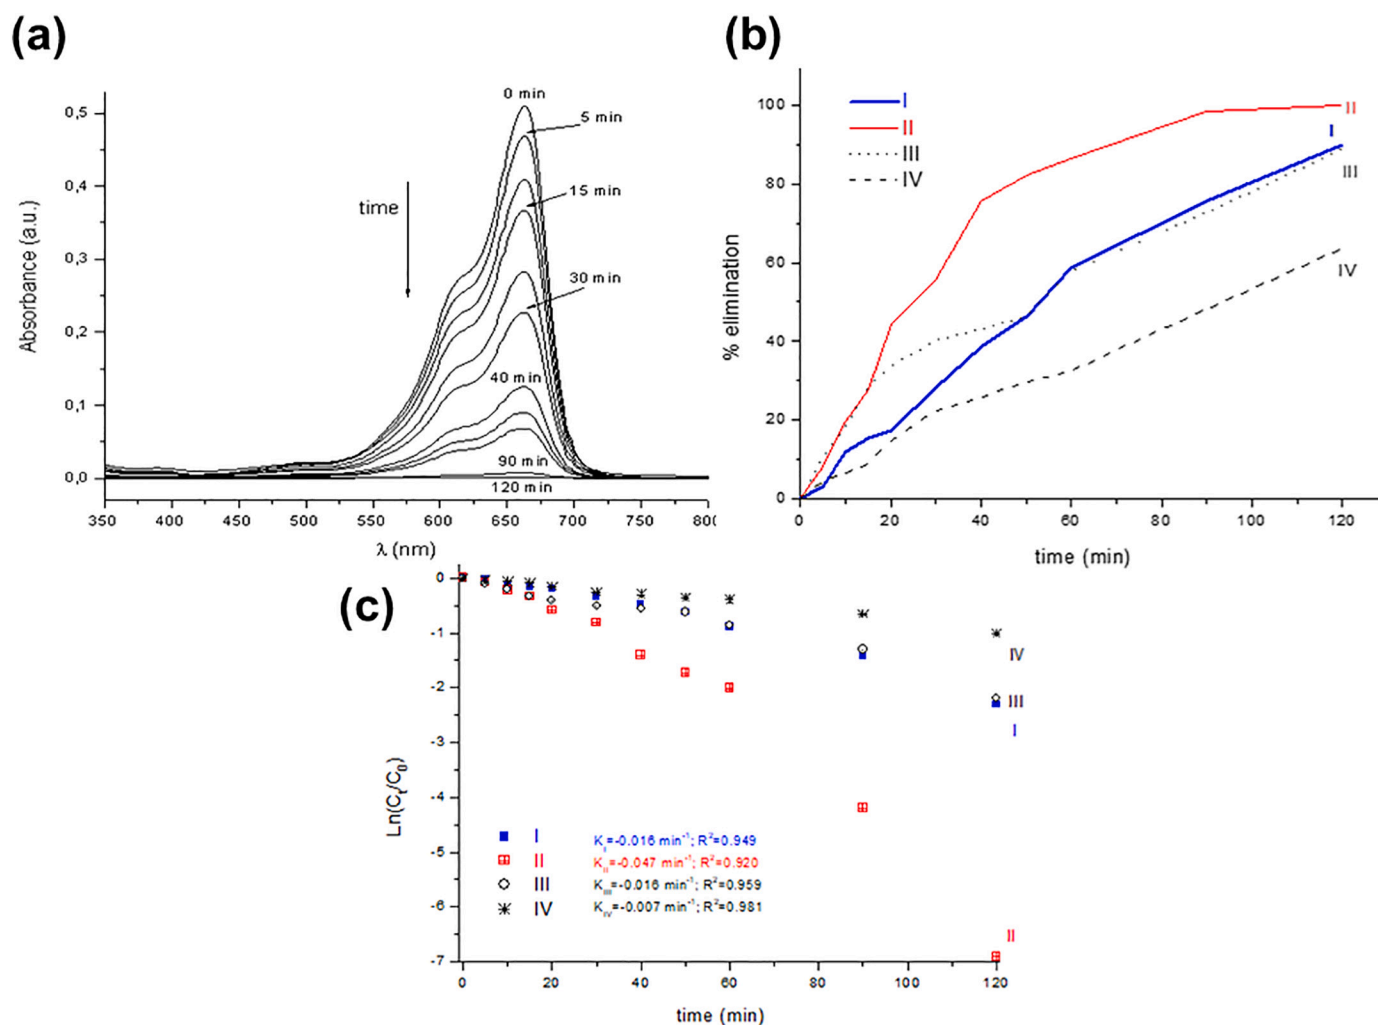 (a)
0 min
5 min
15 min
30 min
40 min
90 min
120 min
time
Absorbance (a.u.)
0,5
0,4
0,3
0,2
0,1
0,0
350 400 450 500 550 600 650 700 750 800
λ (nm)
(b)
I
II
III
IV
II
I
III
IV
% elimination
100
80
60
40
20
0
0 20 40 60 80 100 120
time (min)
(c)
Ln(Ct/C0)
0
-1
-2
-3
-4
-5
-6
-7
IV
III
I
II
I K_I=-0.016 min⁻¹; R²=0.949
II K_II=-0.047 min⁻¹; R²=0.920
III K_III=-0.016 min⁻¹; R²=0.959
IV K_IV=-0.007 min⁻¹; R²=0.981
0 20 40 60 80 100 120
time (min)